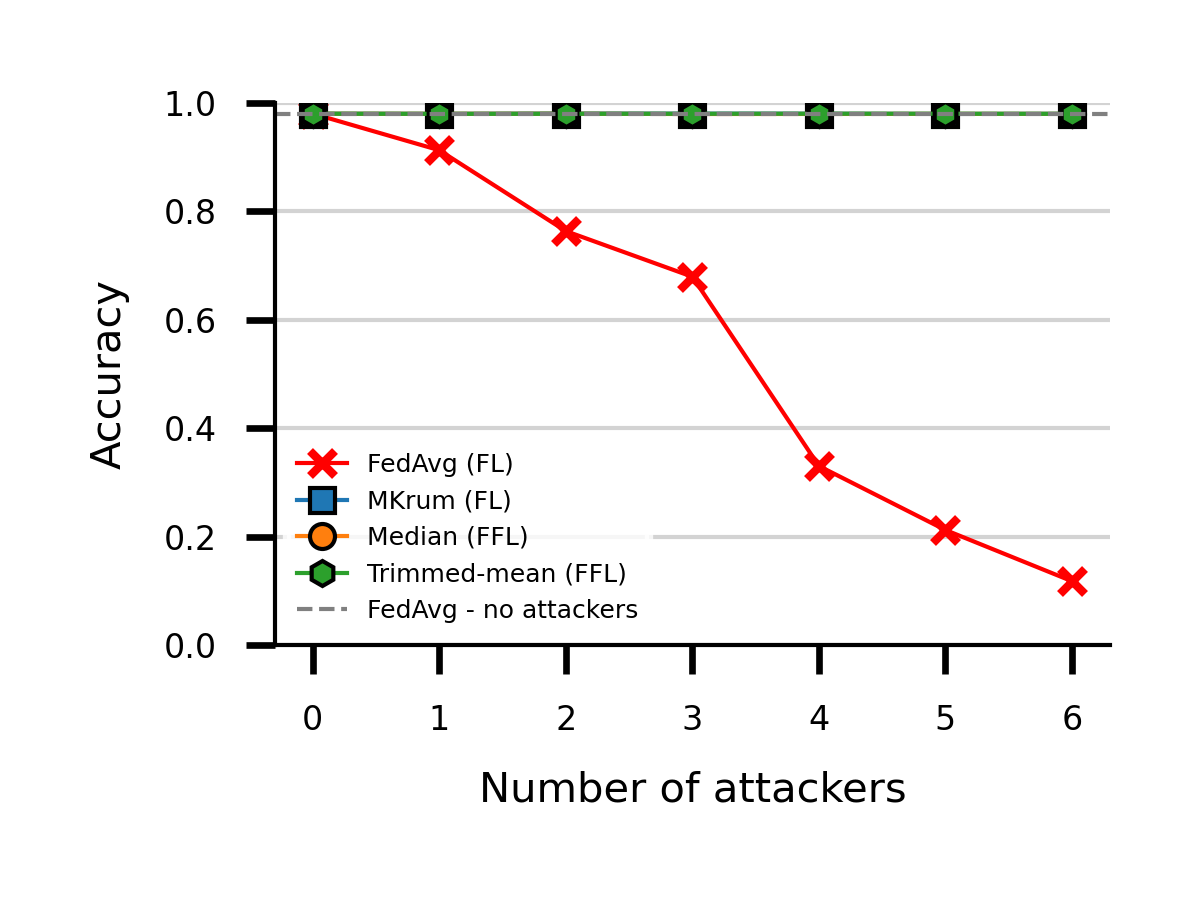 1.0
0.8
0.6
0.4
0.2
0.0
Accuracy
FedAvg (FL)
MKrum (FL)
Median (FFL)
Trimmed-mean (FFL)
FedAvg - no attackers
0 1 2 3 4 5 6
Number of attackers